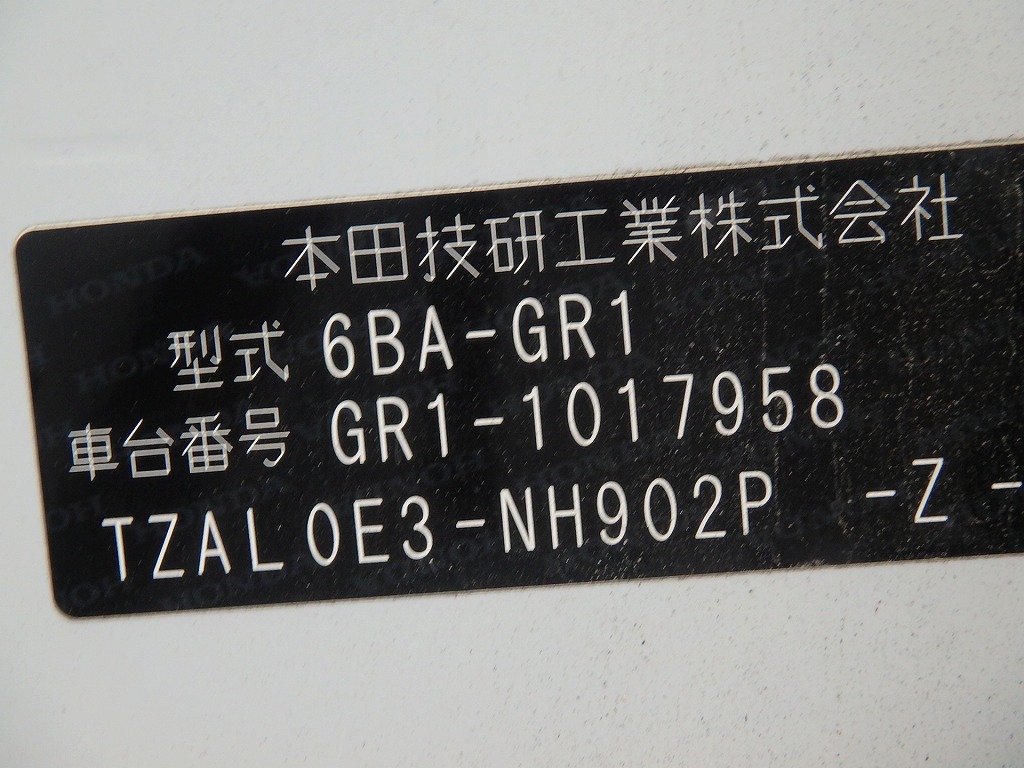 本田技研工業株式会社
型式 6BA-GR1
車台番号 GR1-1017958
TZAL0E3-NH902P -Z -